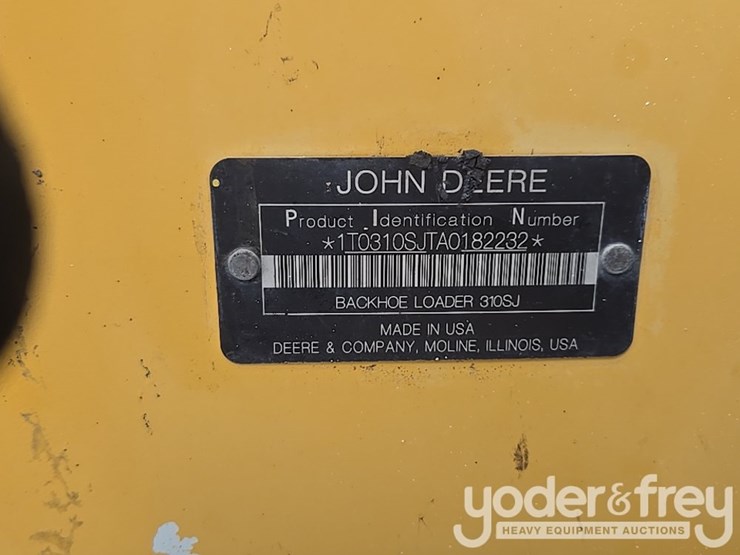 JOHN DEERE
Product Identification Number
*1T0310SJTA0182232*
BACKHOE LOADER 310SJ
MADE IN USA
DEERE & COMPANY, MOLINE, ILLINOIS, USA
yoder&frey
HEAVY EQUIPMENT AUCTIONS